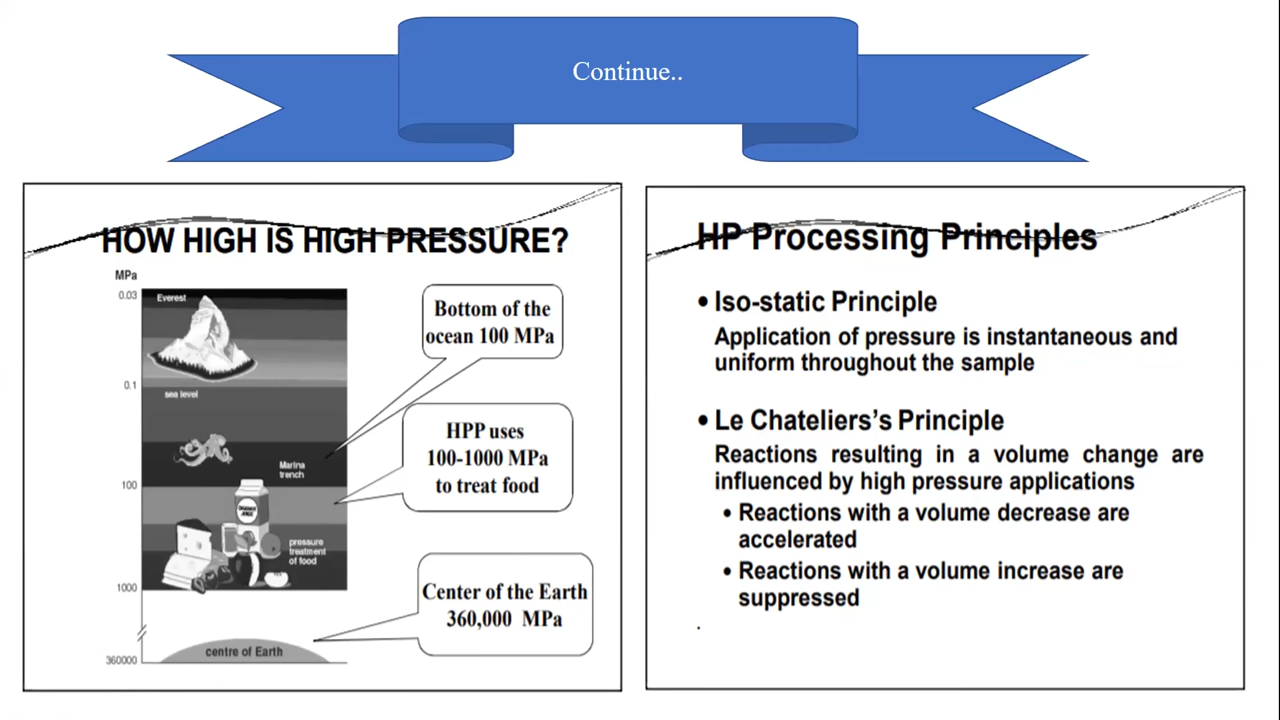 Continue..
HOW HIGH IS HIGH PRESSURE?
MPa
0.03
Everest
0.1
sea level
Marina
trench
100
pressure
treatment
of food
1000
centre of Earth
360000
Bottom of the
ocean 100 MPa
HPP uses
100-1000 MPa
to treat food
Center of the Earth
360,000 MPa
HP Processing Principles
• Iso-static Principle
Application of pressure is instantaneous and
uniform throughout the sample
• Le Chateliers's Principle
Reactions resulting in a volume change are
influenced by high pressure applications
• Reactions with a volume decrease are
accelerated
• Reactions with a volume increase are
suppressed
.